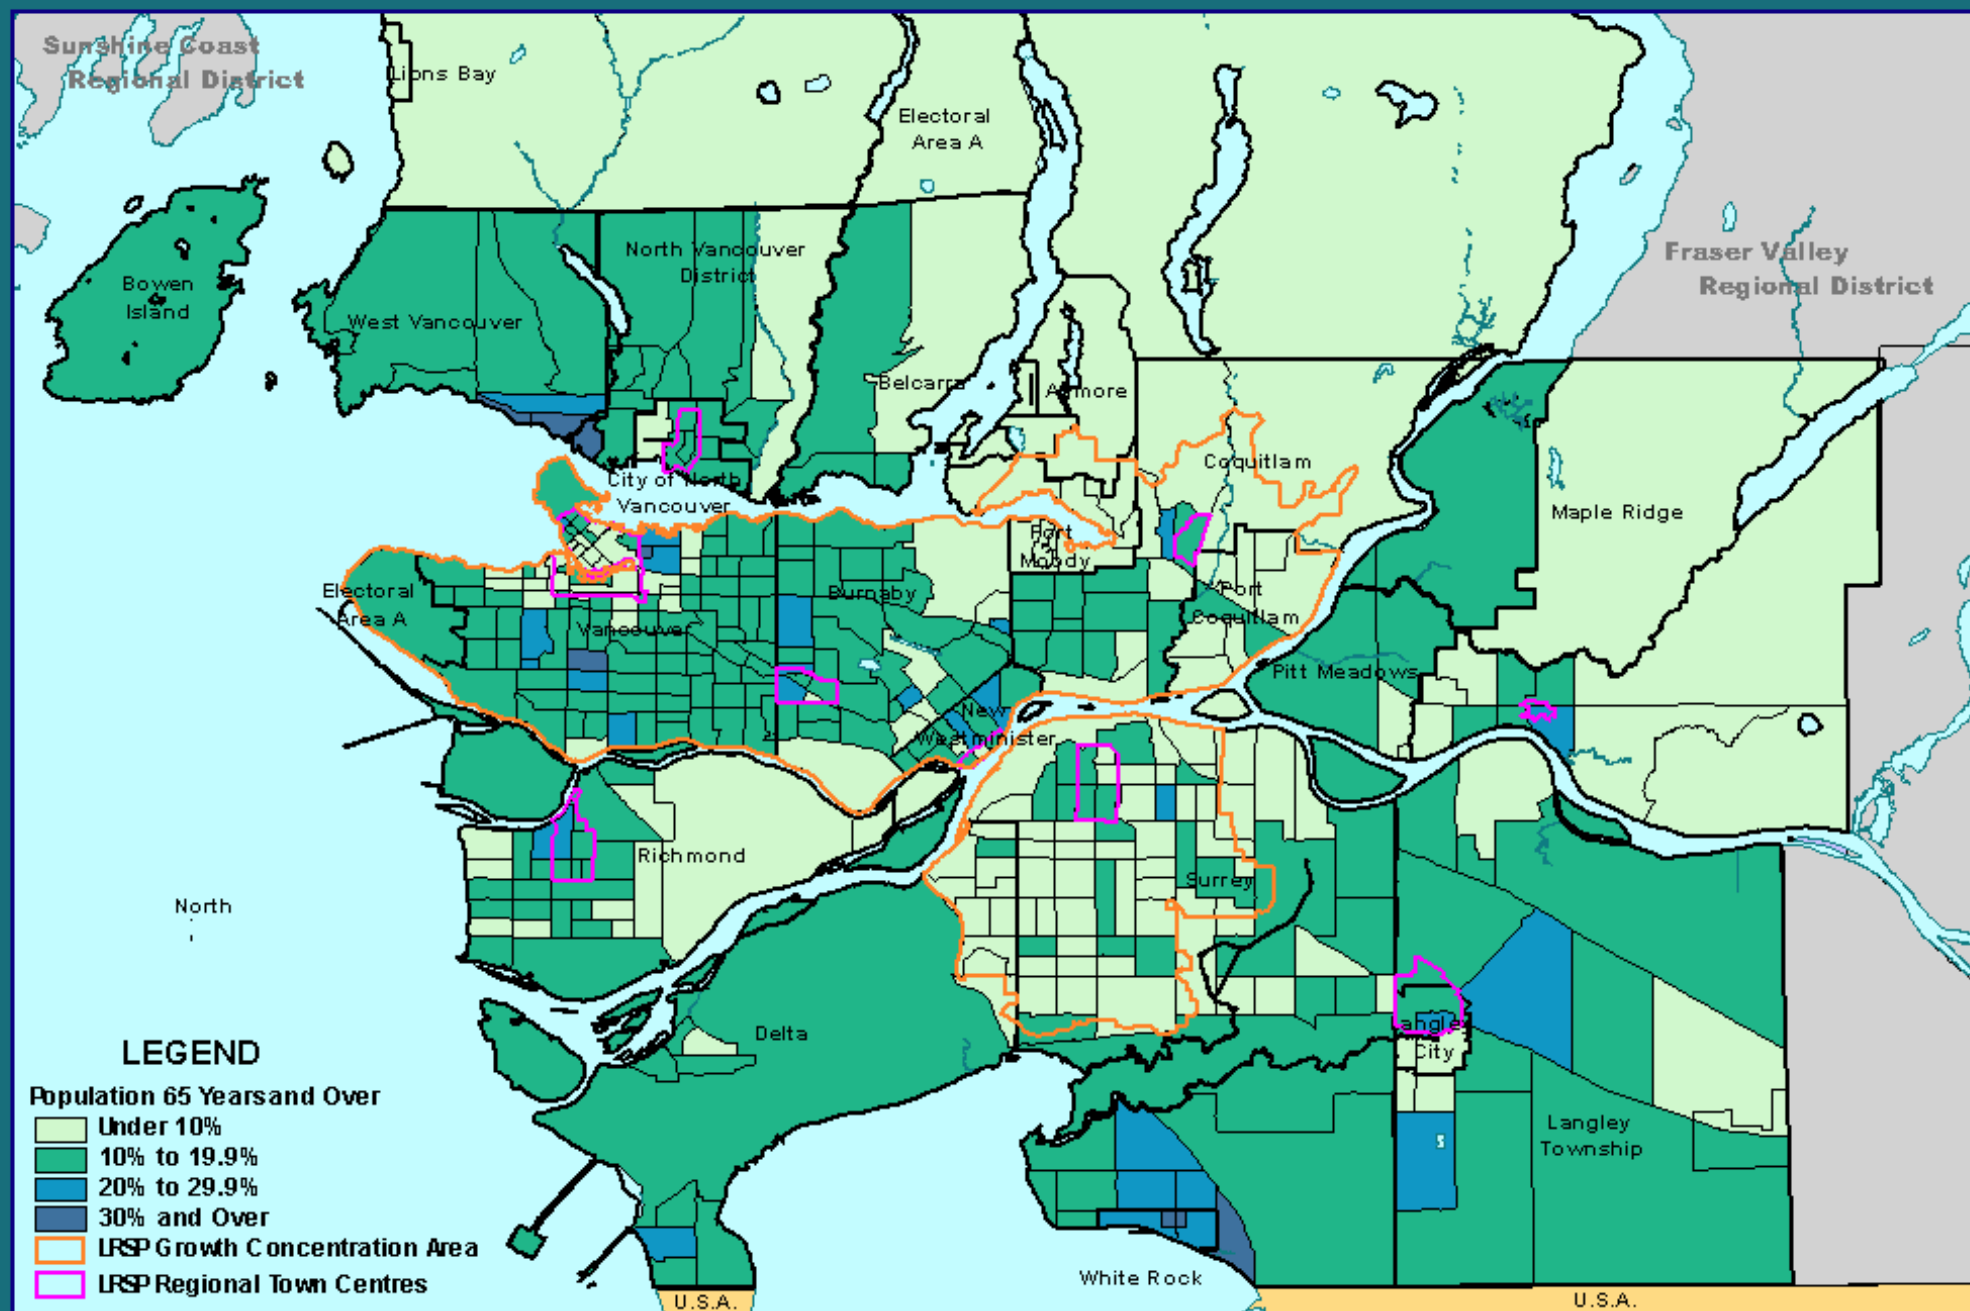 Sunshine Coast
Regional District
Lions Bay
Electoral
Area A
Fraser Valley
Regional District
North Vancouver
District
Bowen
Island
West Vancouver
Belcarra
Anmore
Coquitlam
City of North
Vancouver
Maple Ridge
Port
Moody
Electoral
Area A
Burnaby
Port
Coquitlam
Vancouver
Pitt Meadows
New
Westminister
Richmond
Surrey
North
Delta
Langley
City
Langley
Township
White Rock
U.S.A.
U.S.A.
LEGEND
Population 65 Years and Over
Under 10%
10% to 19.9%
20% to 29.9%
30% and Over
LRSP Growth Concentration Area
LRSP Regional Town Centres